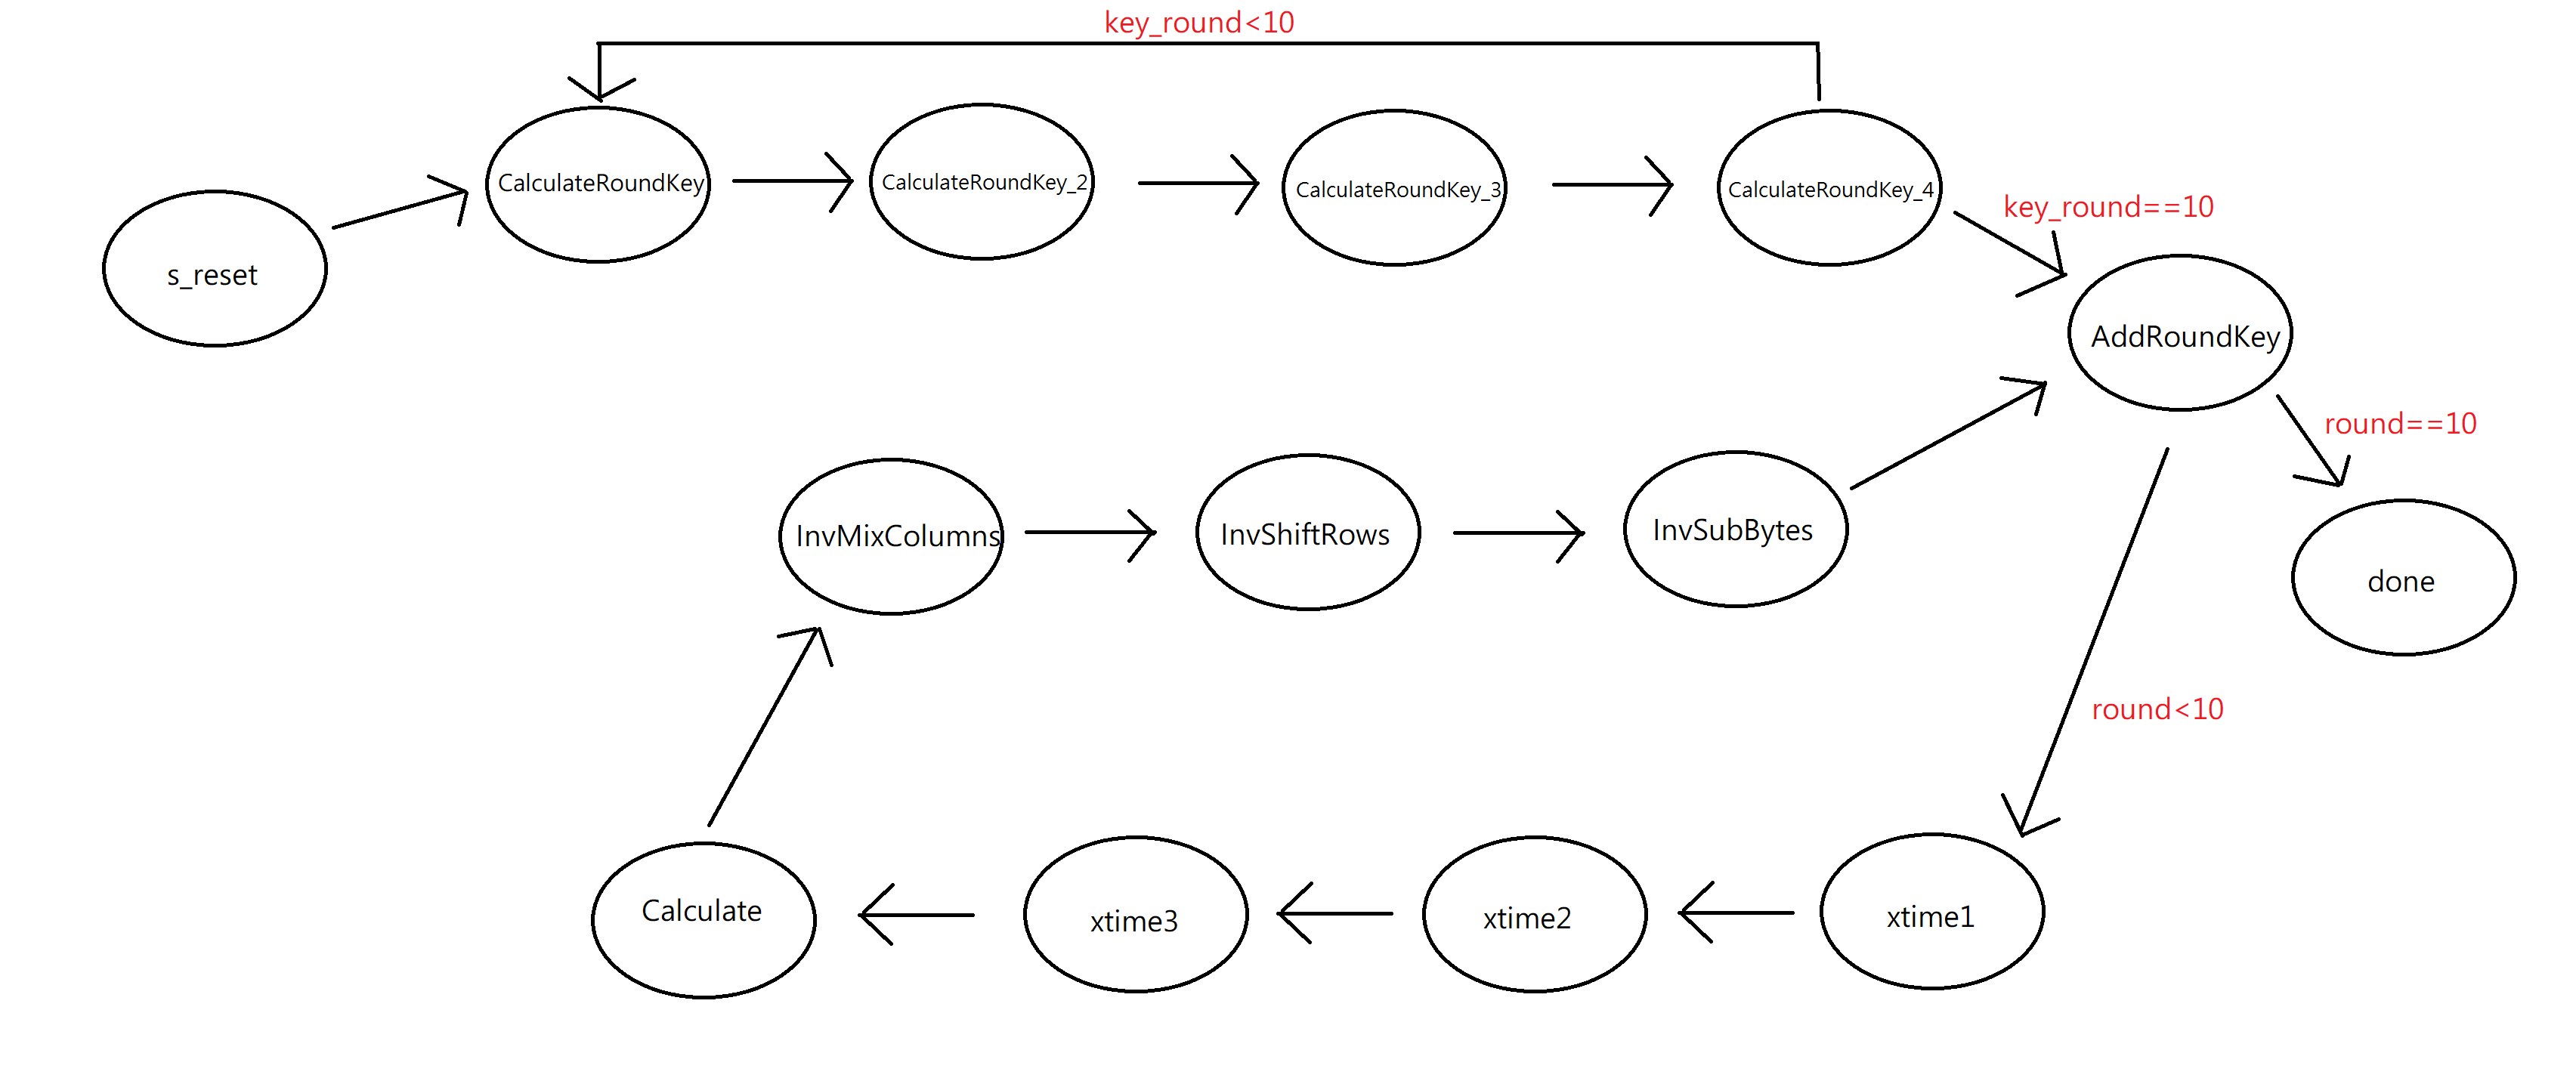 key_round<10
CalculateRoundKey
CalculateRoundKey_2
CalculateRoundKey_3
CalculateRoundKey_4
key_round==10
s_reset
AddRoundKey
round==10
InvMixColumns
InvShiftRows
InvSubBytes
done
round<10
Calculate
xtime3
xtime2
xtime1